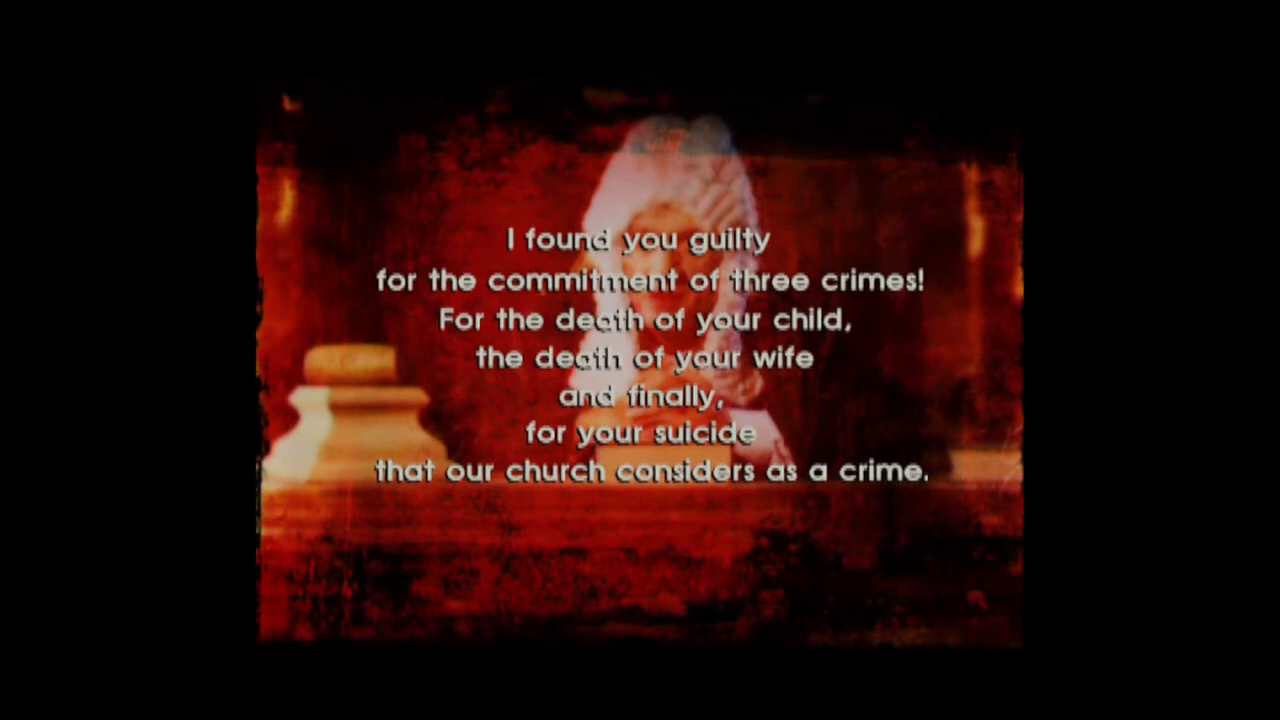 I found you guilty
for the commitment of three crimes!
For the death of your child,
the death of your wife
and finally,
for your suicide
that our church considers as a crime.